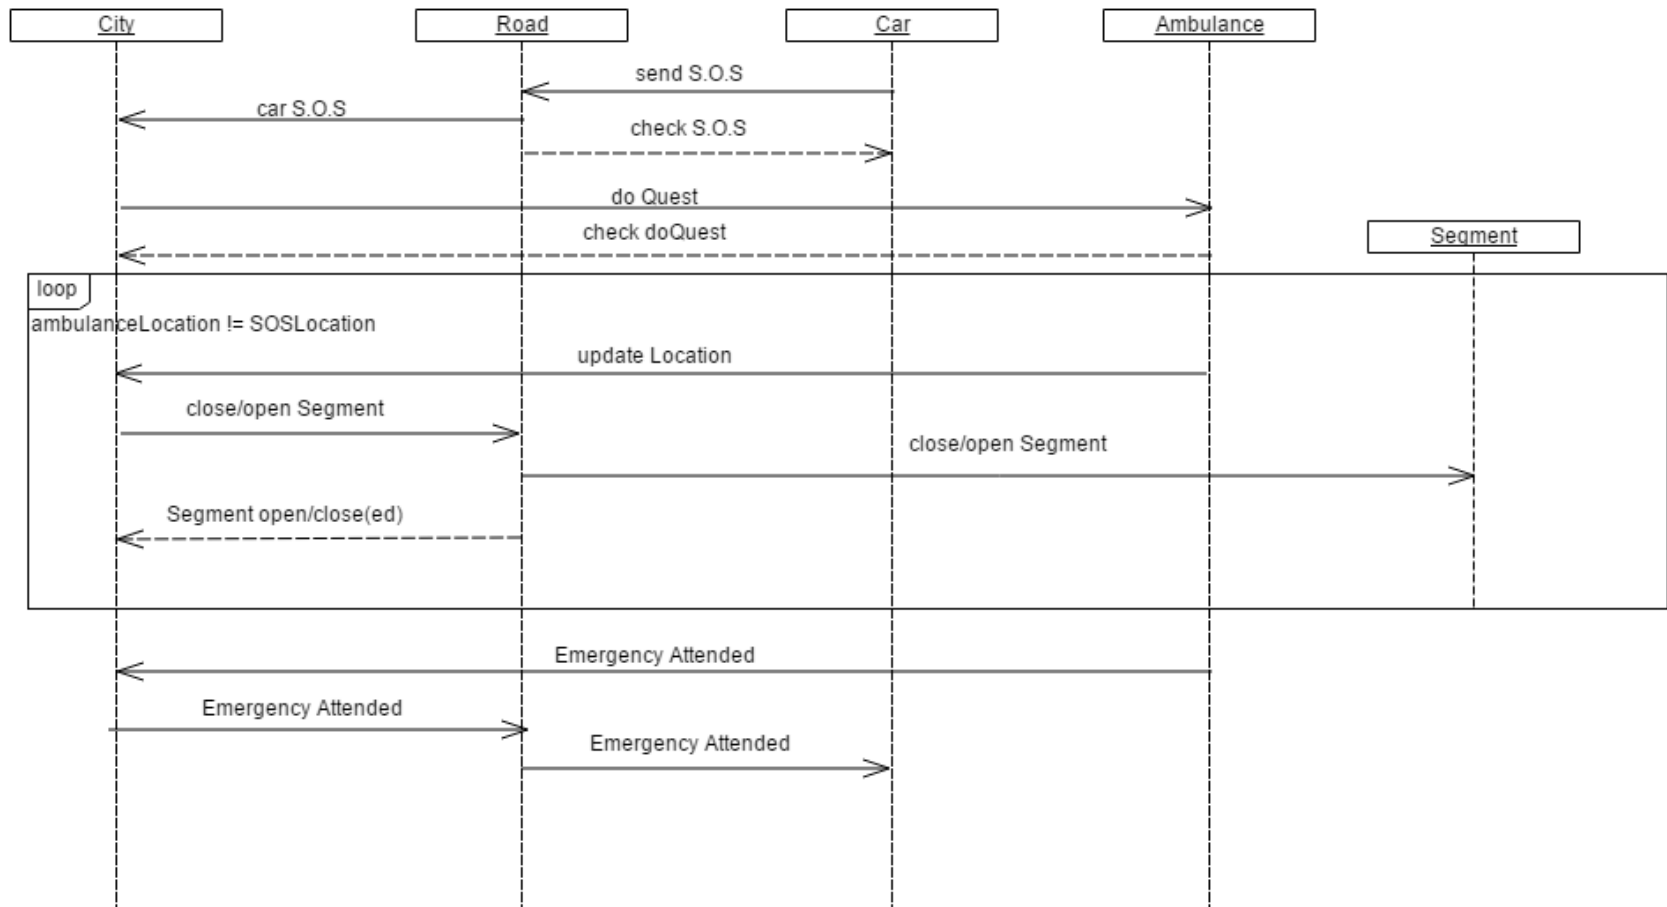 City
Road
Car
Ambulance
send S.O.S
car S.O.S
check S.O.S
do Quest
check doQuest
Segment
loop
ambulanceLocation != SOSLocation
update Location
close/open Segment
close/open Segment
Segment open/close(ed)
Emergency Attended
Emergency Attended
Emergency Attended